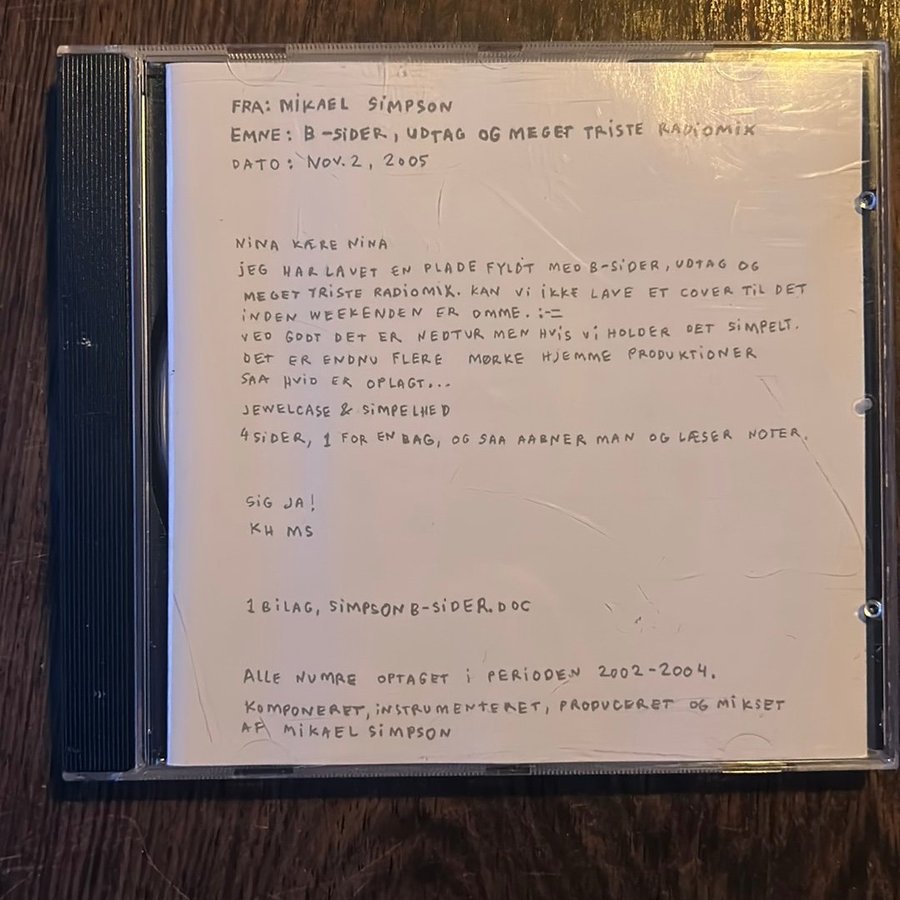 FRA: MIKAEL SIMPSON
EMNE: B-SIDER, UDTAG OG MEGET TRISTE RADIOMIX
DATO: NOV. 2, 2005
NINA KÆRE NINA
JEG HAR LAVET EN PLADE FYLDT MED B-SIDER, UDTAG OG
MEGET TRISTE RADIOMIX. KAN VI IKKE LAVE ET COVER TIL DET
INDEN WEEKENDEN ER OMME. :-=
VED GODT DET ER NEDTUR MEN HVIS VI HOLDER DET SIMPELT.
DET ER ENDNU FLERE MØRKE HJEMME PRODUKTIONER
SAA HVID ER OPLAGT...
JEWELCASE & SIMPELHED
4 SIDER, 1 FOR EN BAG, OG SAA AABNER MAN OG LÆSER NOTER.
SIG JA!
KH MS
1 BILAG, SIMPSON B-SIDER.DOC
ALLE NUMRE OPTAGET I PERIODEN 2002-2004.
KOMPONERET, INSTRUMENTERET, PRODUCERET OG MIKSET
AF MIKAEL SIMPSON